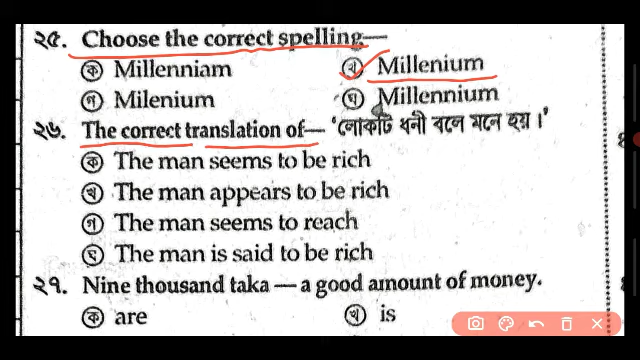 ২৫. Choose the correct spelling—
ক Millenniam খ Millenium
গ Milenium ঘ Millennium
২৬. The correct translation of— 'লোকটি ধনী বলে মনে হয়।'
ক The man seems to be rich
খ The man appears to be rich
গ The man seems to reach
ঘ The man is said to be rich
২৭. Nine thousand taka — a good amount of money.
ক are খ is